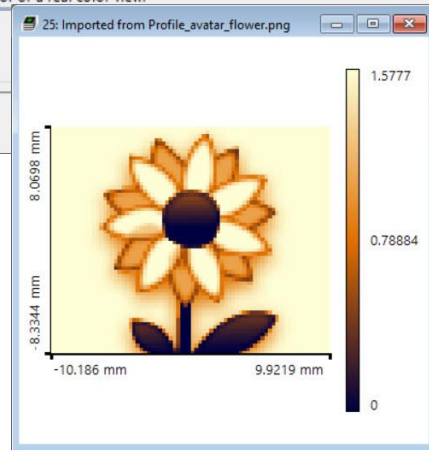 25: Imported from Profile_avatar_flower.png
1.5777
0.78884
0
8.0698 mm
-8.3344 mm
-10.186 mm
9.9219 mm